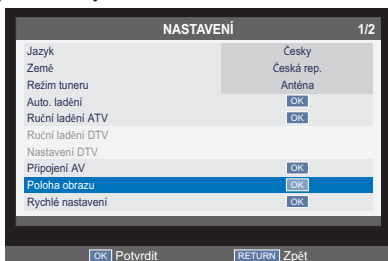 NASTAVENÍ 1/2
Jazyk Česky
Země Česká rep.
Režim tuneru Anténa
Auto. ladění OK
Ruční ladění ATV OK
Ruční ladění DTV
Nastavení DTV
Připojení AV OK
Poloha obrazu OK
Rychlé nastavení OK
OK Potvrdit RETURN Zpět